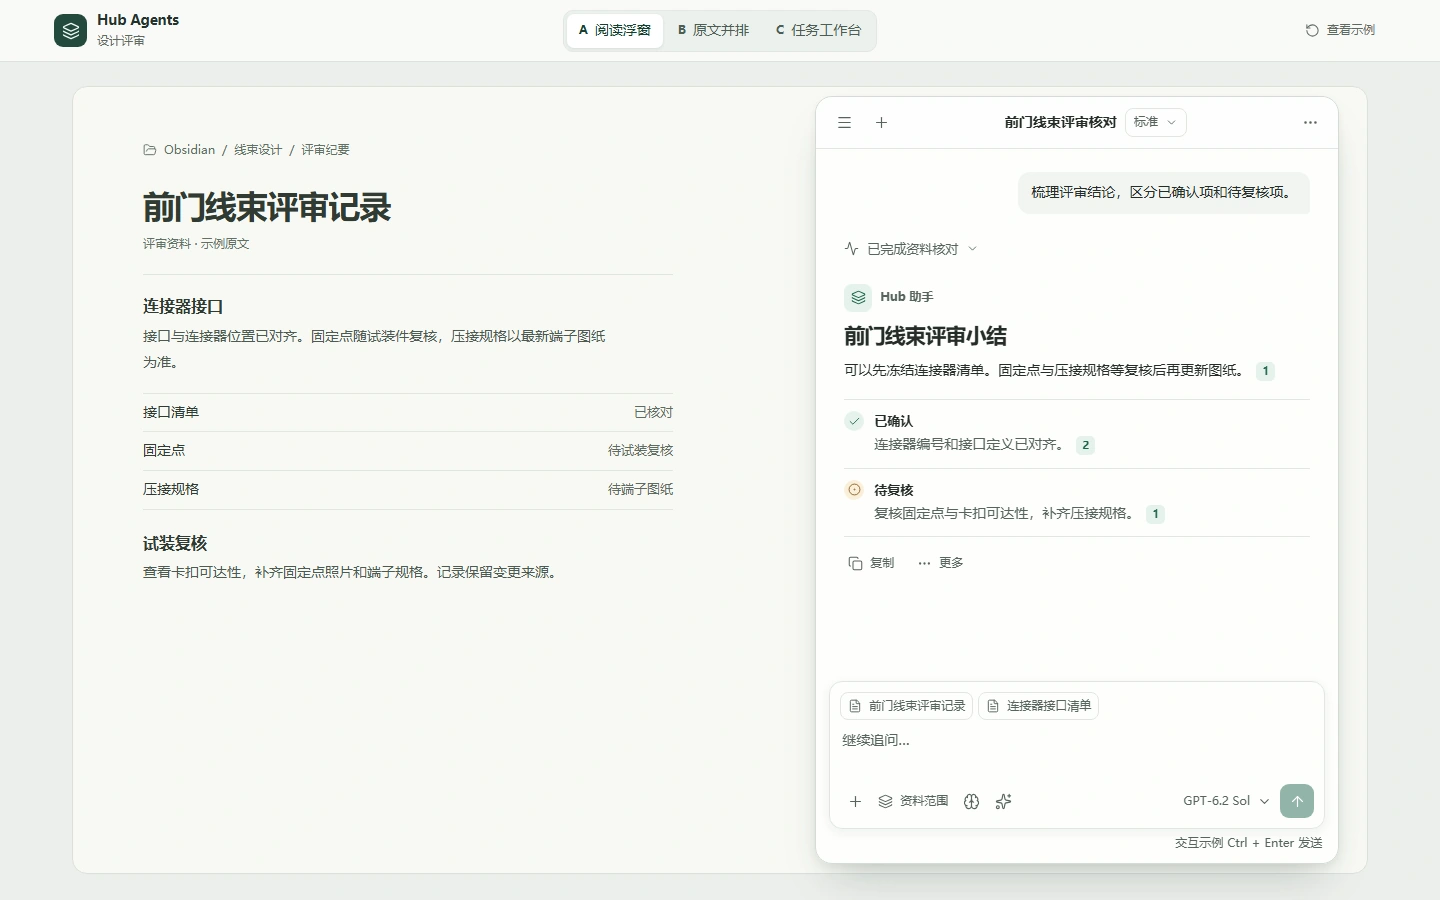 Hub Agents
设计评审
A 阅读浮窗
B 原文并排
C 任务工作台
查看示例
Obsidian / 线束设计 / 评审纪要
前门线束评审记录
评审资料 · 示例原文
连接器接口
接口与连接器位置已对齐。固定点随试装件复核，压接规格以最新端子图纸
为准。
接口清单 已核对
固定点 待试装复核
压接规格 待端子图纸
试装复核
查看卡扣可达性，补齐固定点照片和端子规格。记录保留变更来源。
前门线束评审核对 标准
梳理评审结论，区分已确认项和待复核项。
已完成资料核对
Hub 助手
前门线束评审小结
可以先冻结连接器清单。固定点与压接规格等复核后再更新图纸。 1
已确认
连接器编号和接口定义已对齐。 2
待复核
复核固定点与卡扣可达性，补齐压接规格。 1
复制 更多
前门线束评审记录 连接器接口清单
继续追问...
资料范围 GPT-6.2 Sol
交互示例 Ctrl + Enter 发送